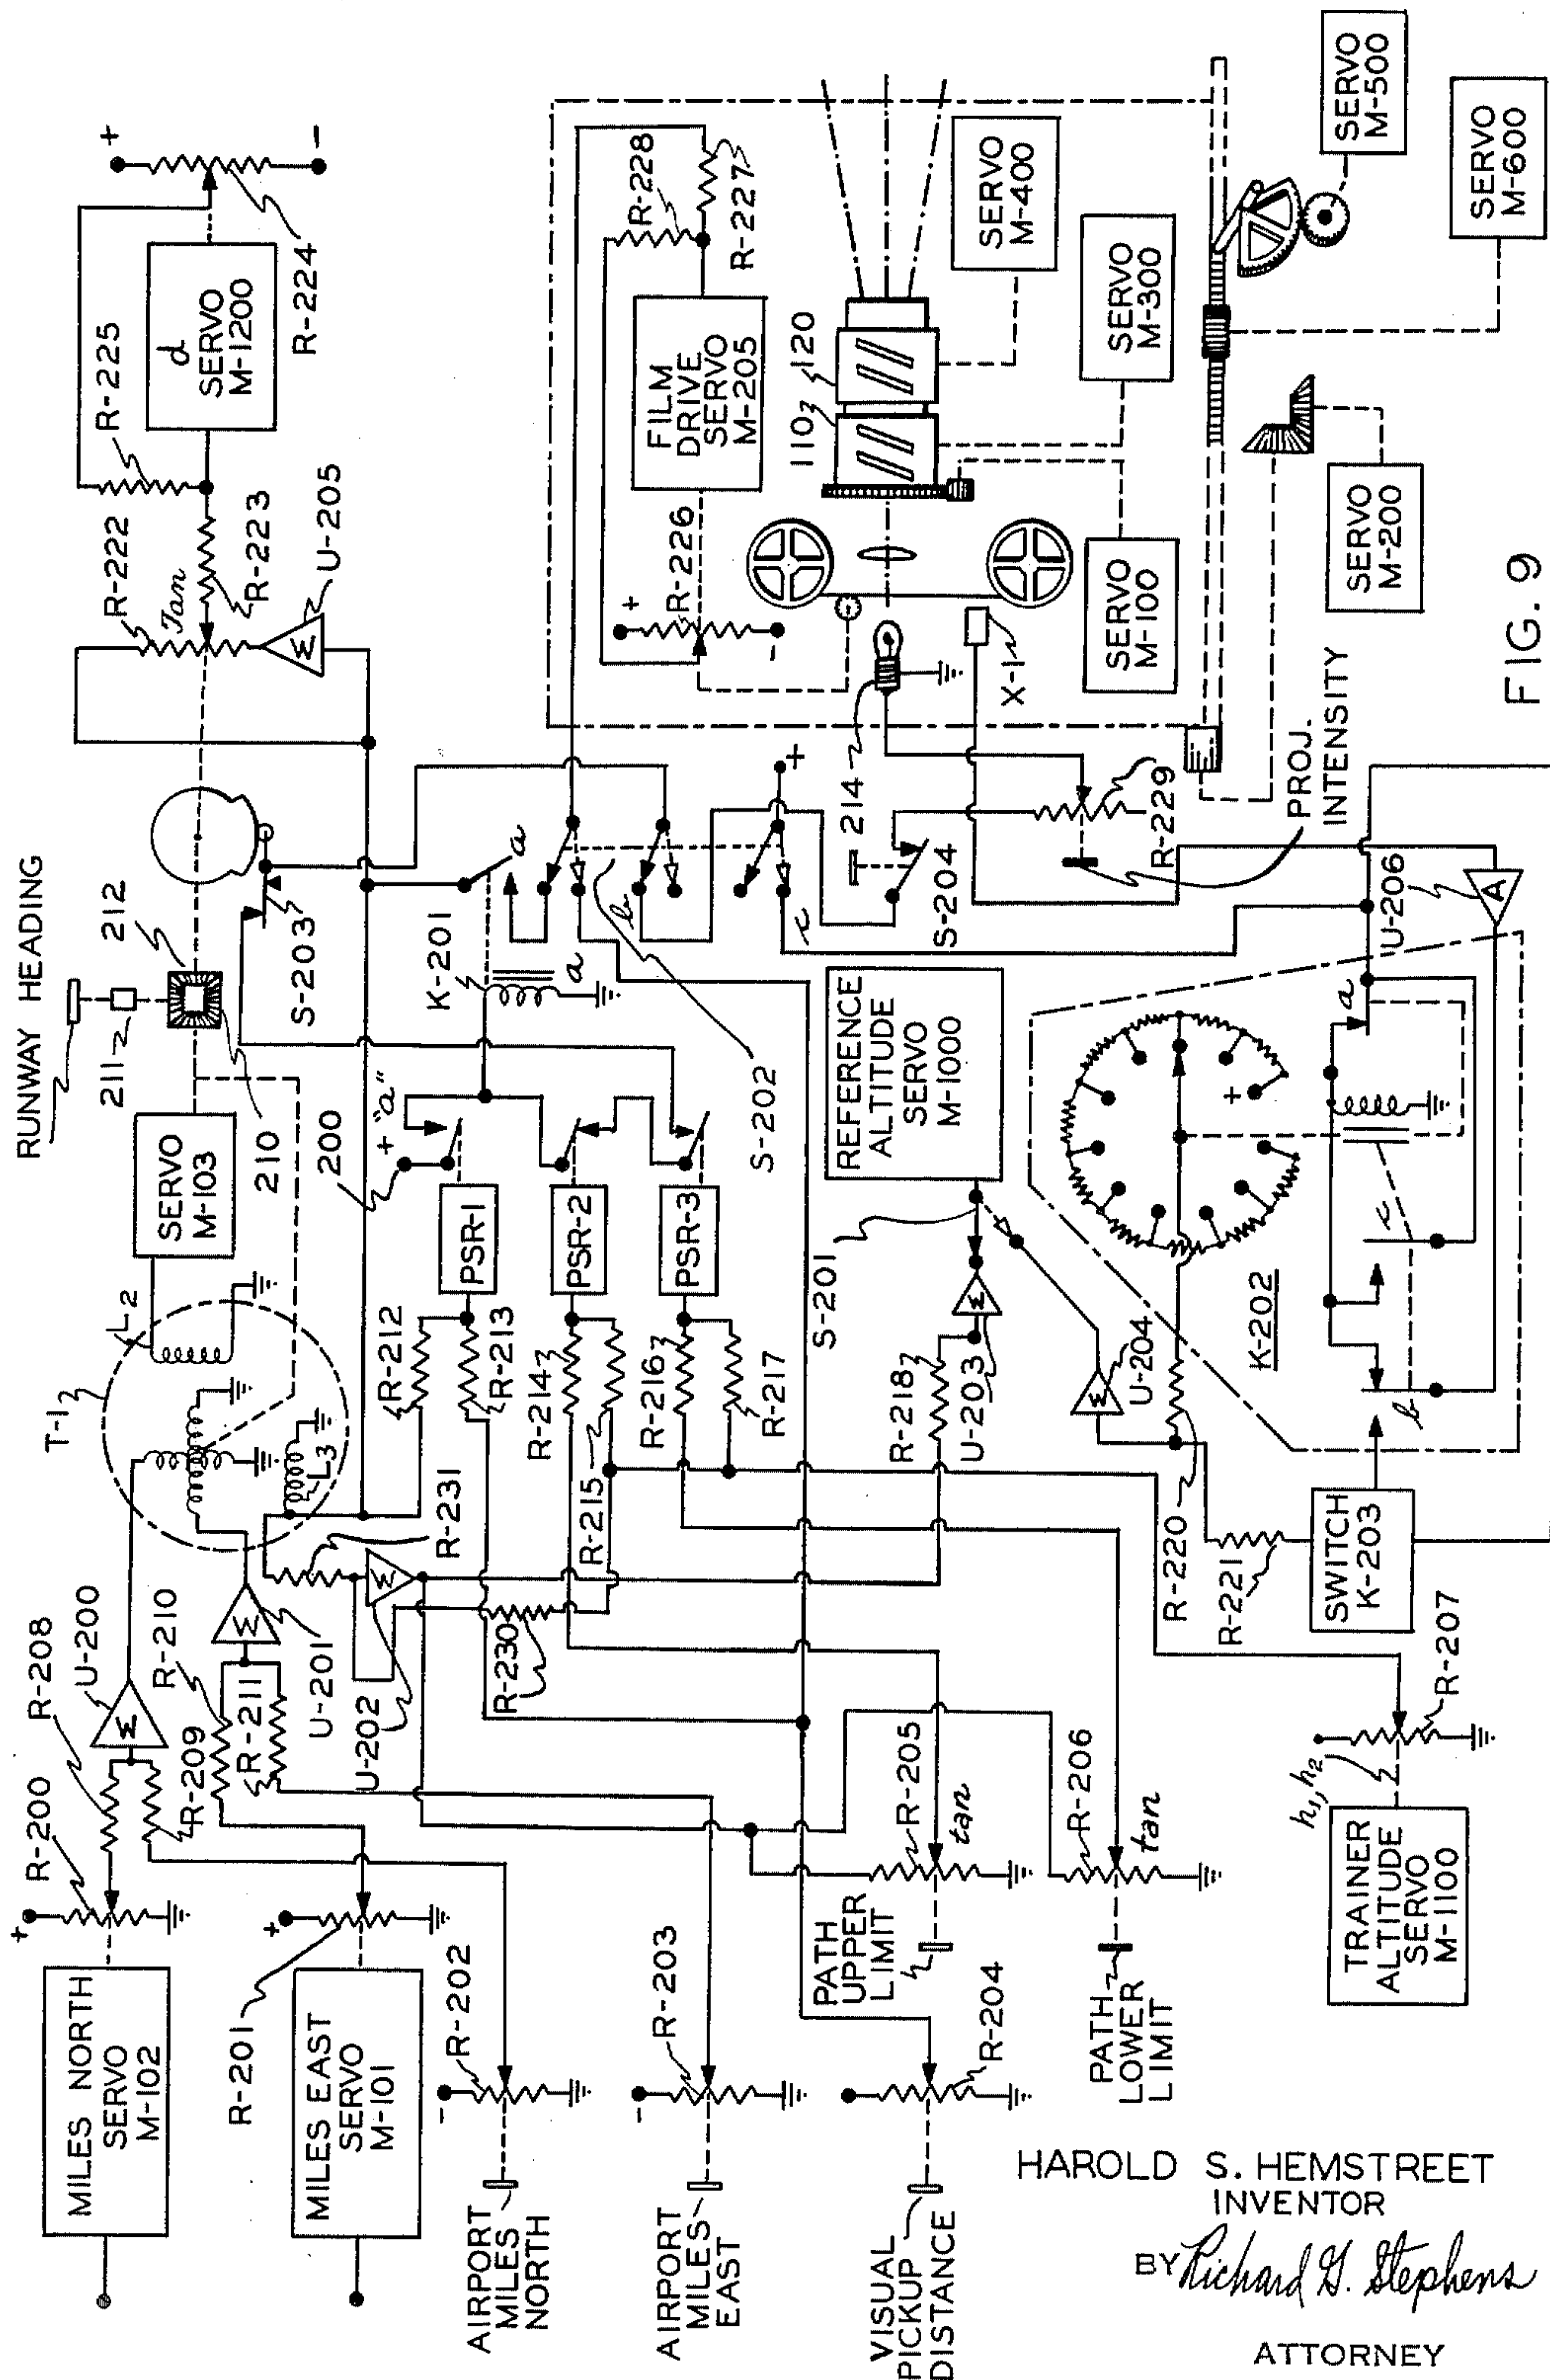 MILES NORTH
SERVO
M-102
MILES EAST
SERVO
M-101
R-200
+
R-201
+
R-208
R-209
U-200
R-210
R-211
U-201
Σ
Σ
T-1
L2
L3
SERVO
M-103
RUNWAY HEADING
211
212
210
S-203
R-222
Tan
R-223
U-205
Σ
R-225
d
SERVO
M-1200
R-224
+
-
AIRPORT
MILES
NORTH
R-202
-
AIRPORT
MILES
EAST
R-203
-
VISUAL
PICKUP
DISTANCE
R-204
U-202
Σ
R-231
R-230
R-212
R-213
R-214
R-215
R-216
R-217
PSR-1
PSR-2
PSR-3
200
+ "a"
K-201
a
a
b
c
+
S-202
R-226
+
-
FILM
DRIVE
SERVO
M-205
R-228
R-227
110
120
SERVO
M-400
SERVO
M-300
SERVO
M-100
X-1
214
S-204
R-229
PROJ.
INTENSITY
SERVO
M-200
SERVO
M-500
SERVO
M-600
PATH
UPPER
LIMIT
R-205
tan
PATH
LOWER
LIMIT
R-206
tan
R-218
U-203
Σ
S-201
REFERENCE
ALTITUDE
SERVO
M-1000
U-204
Σ
R-220
R-221
SWITCH
K-203
K-202
+
a
b
c
U-206
A
TRAINER
ALTITUDE
SERVO
M-1100
h1, h2
R-207
FIG. 9
HAROLD S. HEMSTREET
INVENTOR
BY Richard G. Stephens
ATTORNEY